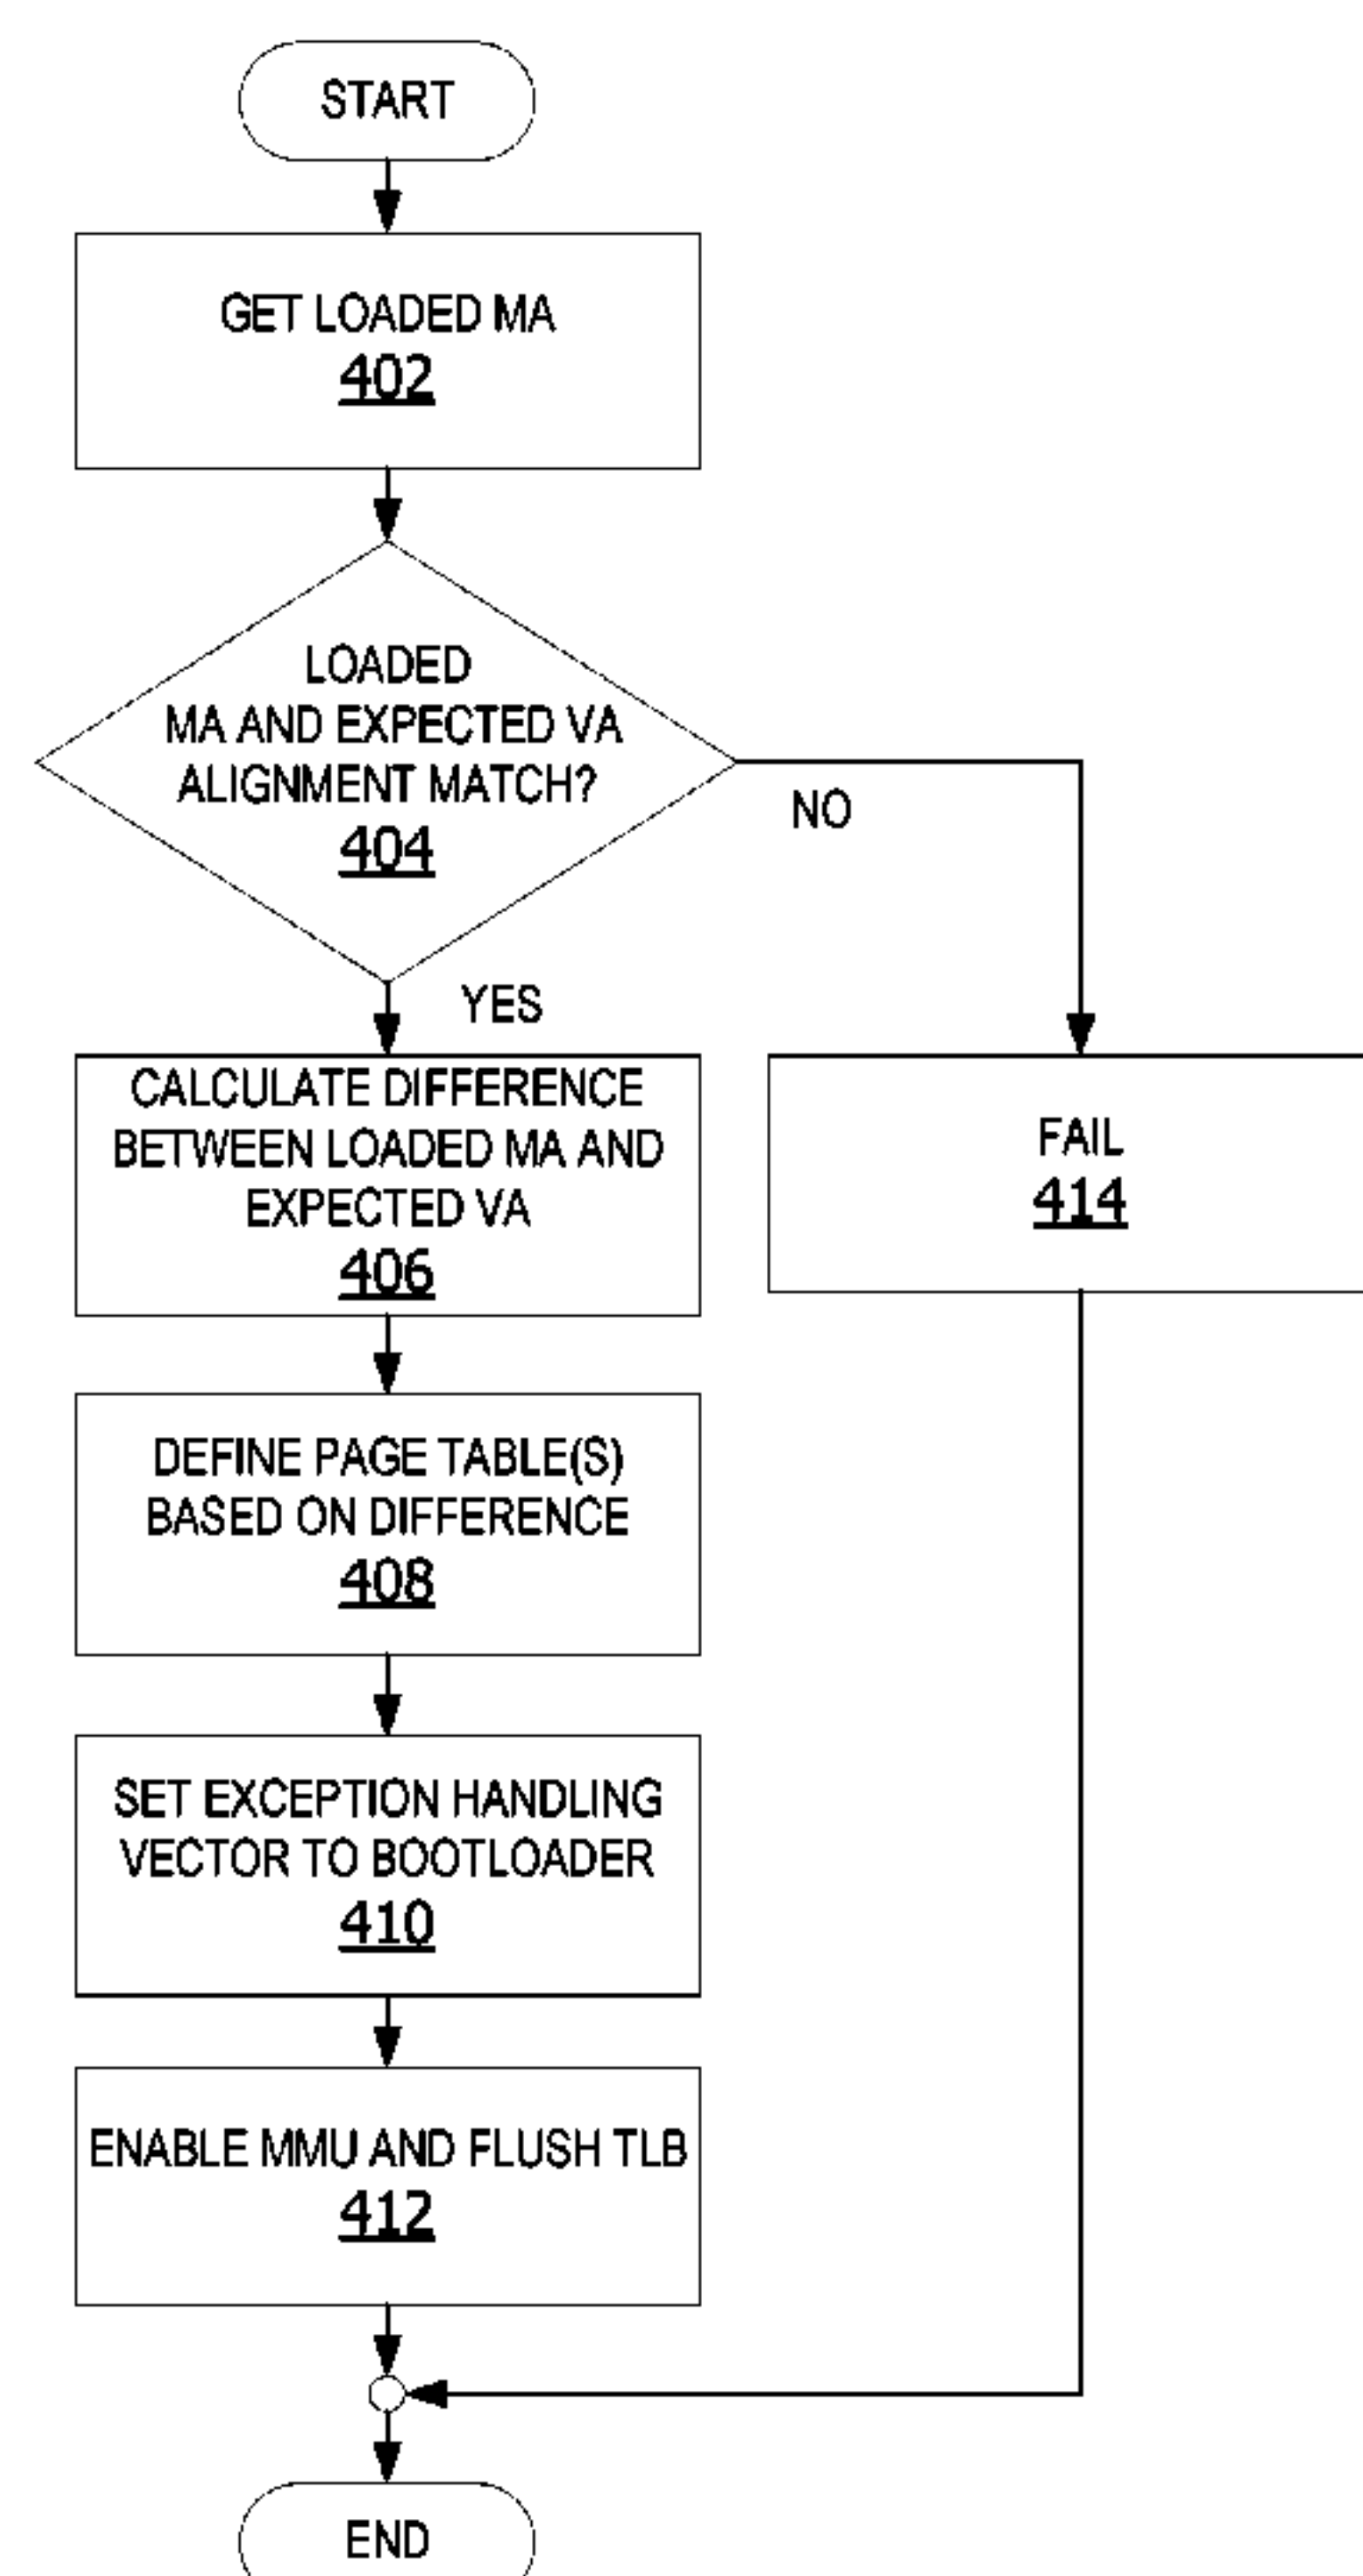 START
GET LOADED MA
402
LOADED
MA AND EXPECTED VA
ALIGNMENT MATCH?
404
NO
YES
CALCULATE DIFFERENCE
BETWEEN LOADED MA AND
EXPECTED VA
406
FAIL
414
DEFINE PAGE TABLE(S)
BASED ON DIFFERENCE
408
SET EXCEPTION HANDLING
VECTOR TO BOOTLOADER
410
ENABLE MMU AND FLUSH TLB
412
END